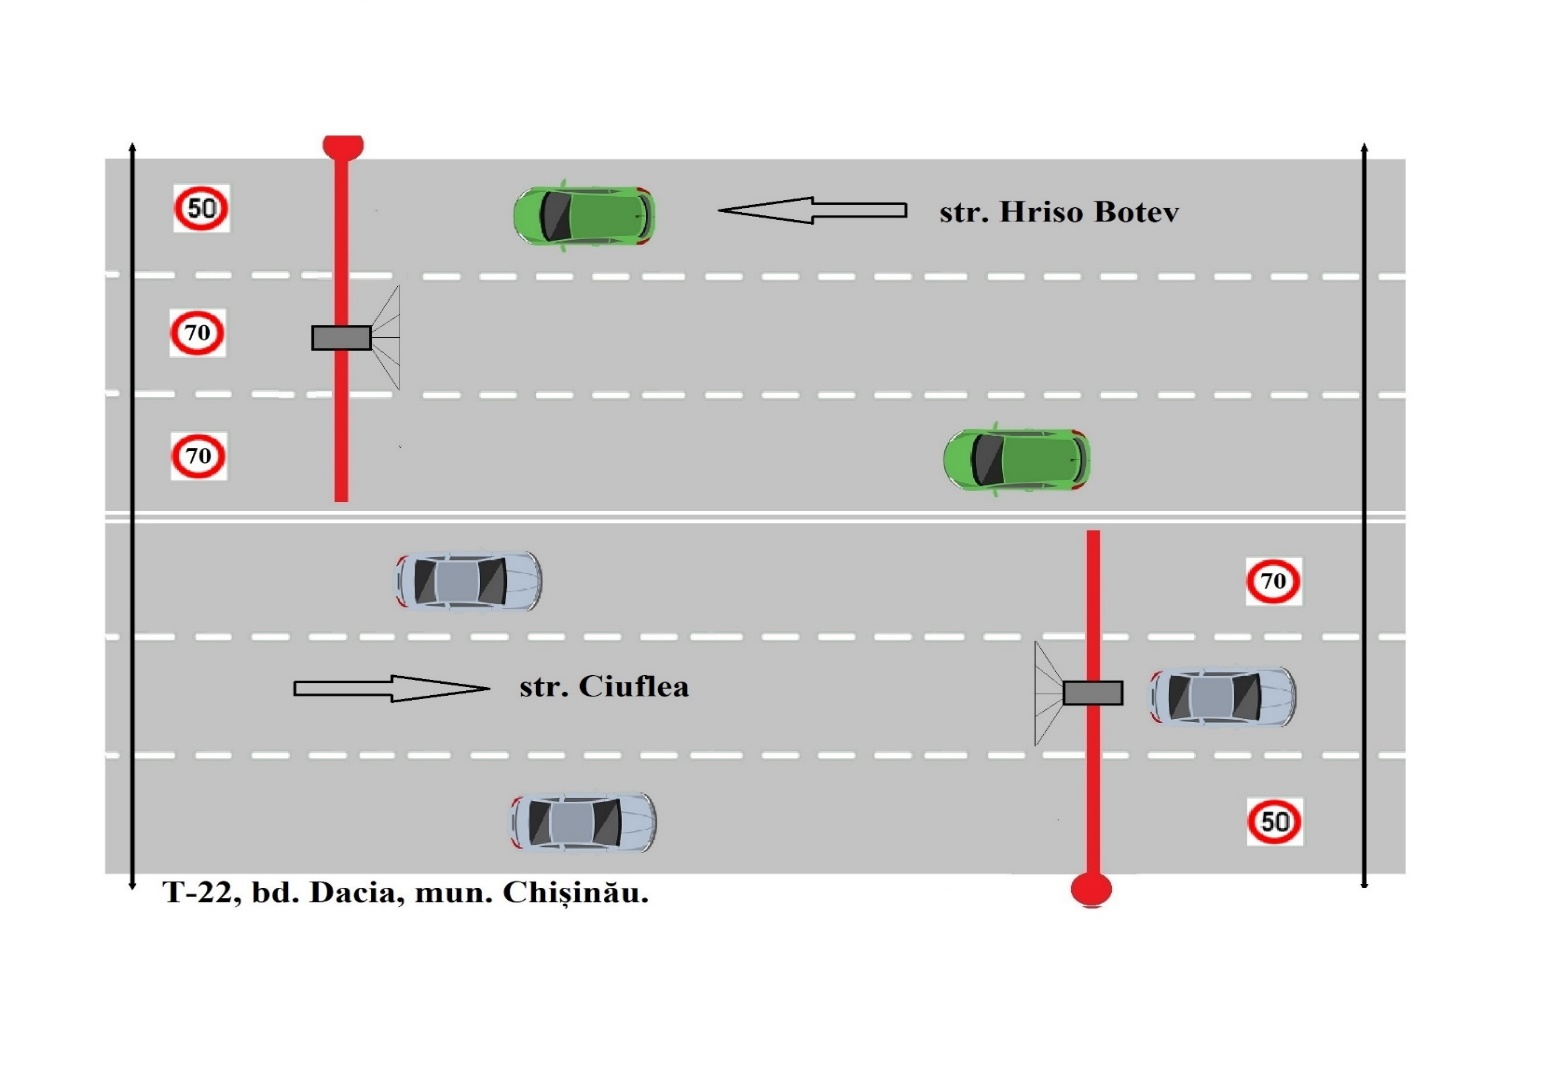 50
str. Hriso Botev
70
70
70
str. Ciuflea
50
T-22, bd. Dacia, mun. Chișinău.